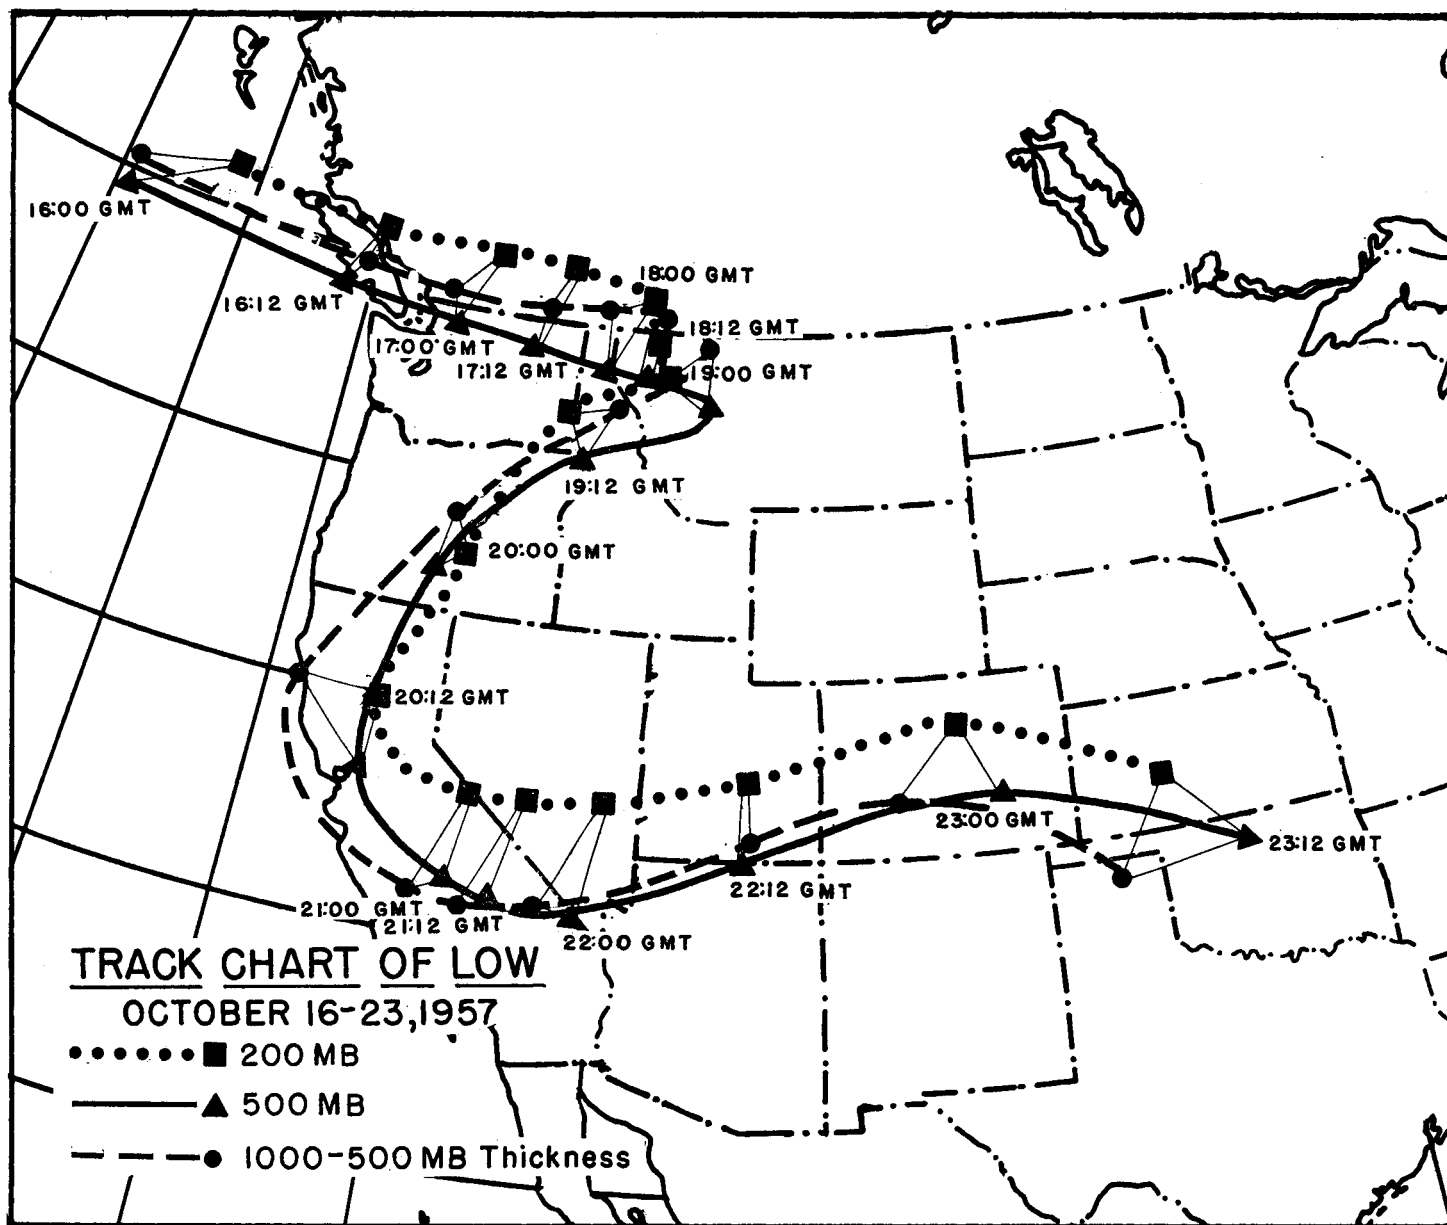 16:00 GMT
18:00 GMT
16:12 GMT
18:12 GMT
17:00 GMT
17:12 GMT
19:00 GMT
19:12 GMT
20:00 GMT
20:12 GMT
23:00 GMT
23:12 GMT
22:12 GMT
21:00 GMT
21:12 GMT
22:00 GMT
TRACK CHART OF LOW
OCTOBER 16-23,1957
200 MB
500 MB
1000-500 MB Thickness